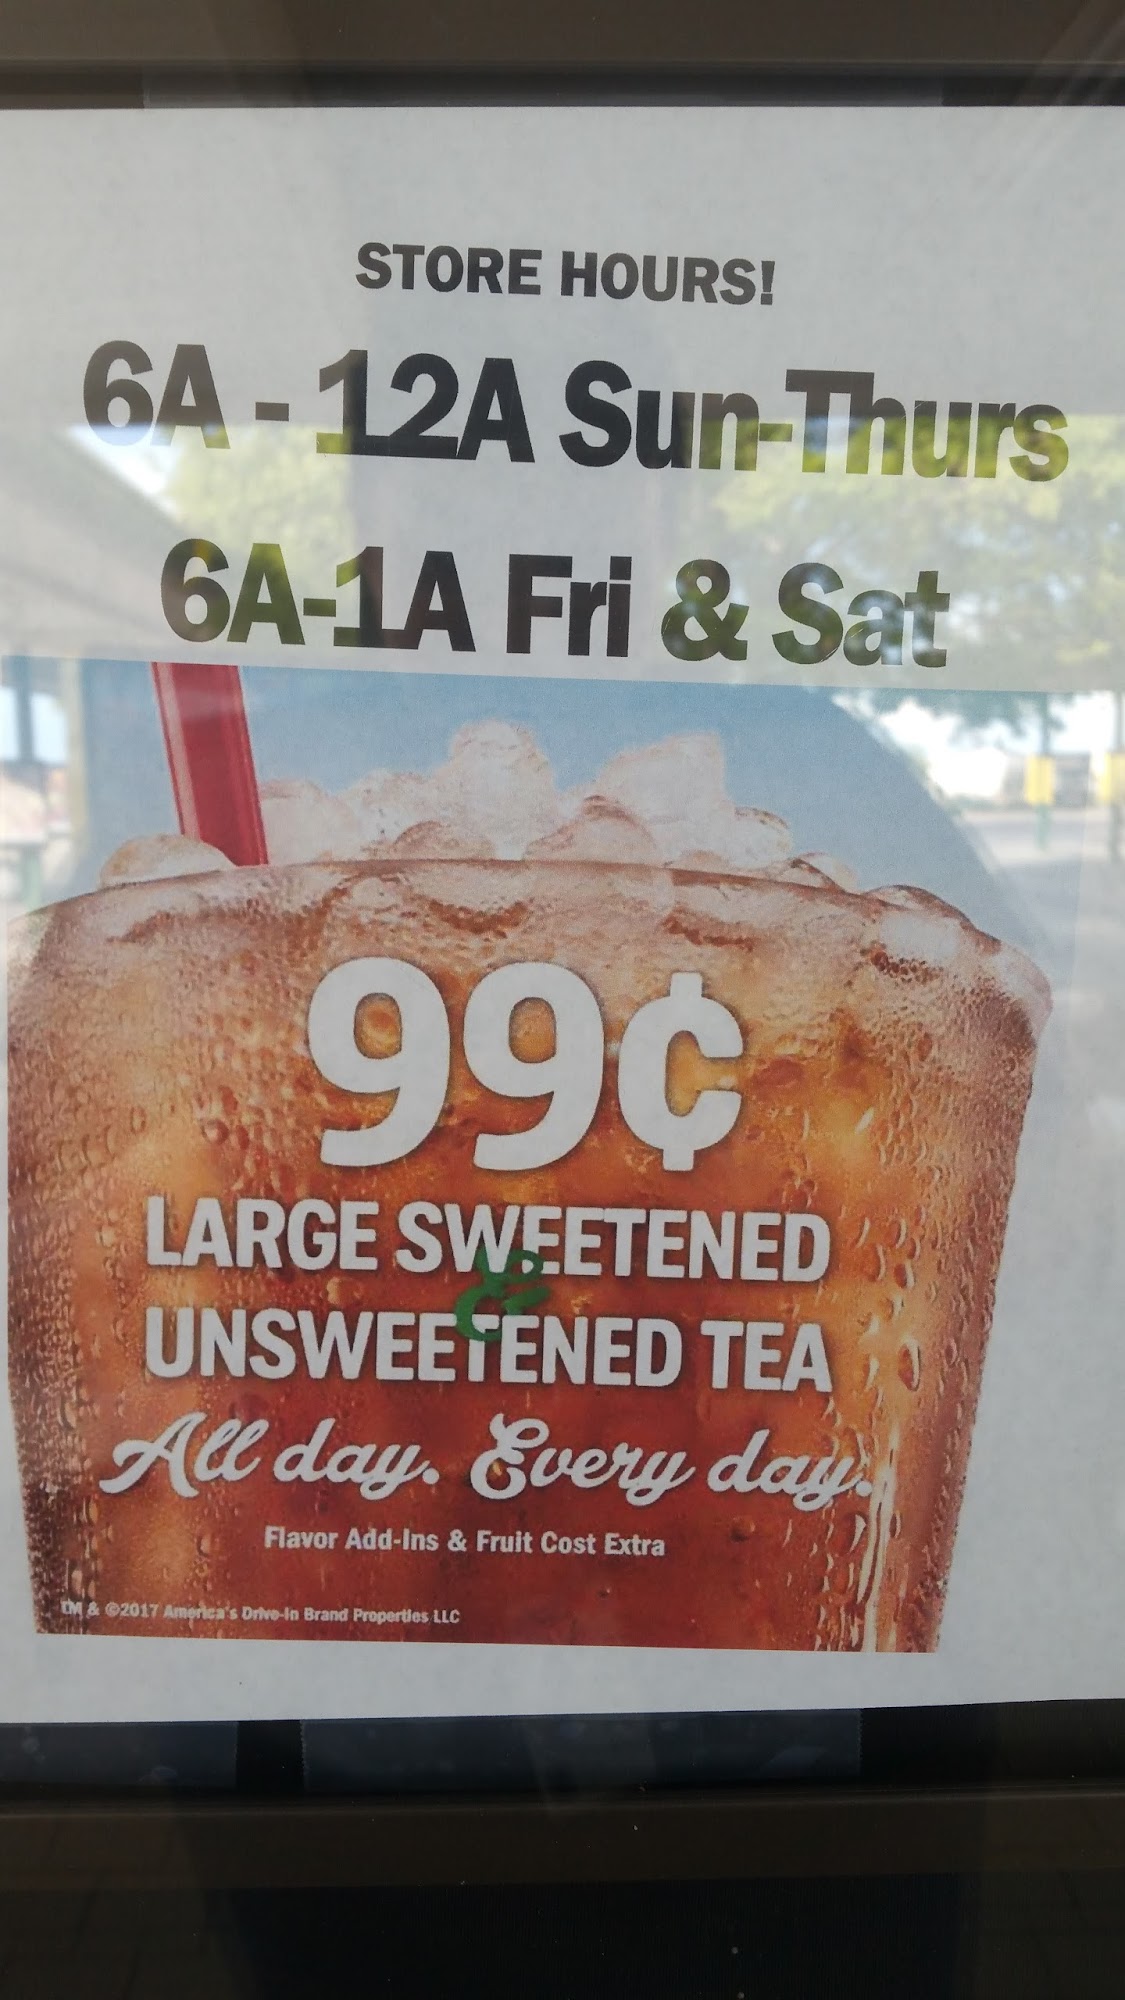 STORE HOURS!
6A - 12A Sun-Thurs
6A-1A Fri & Sat
99¢
LARGE SWEETENED
&
UNSWEETENED TEA
All day. Every day.
Flavor Add-Ins & Fruit Cost Extra
TM & ©2017 America's Drive-In Brand Properties LLC